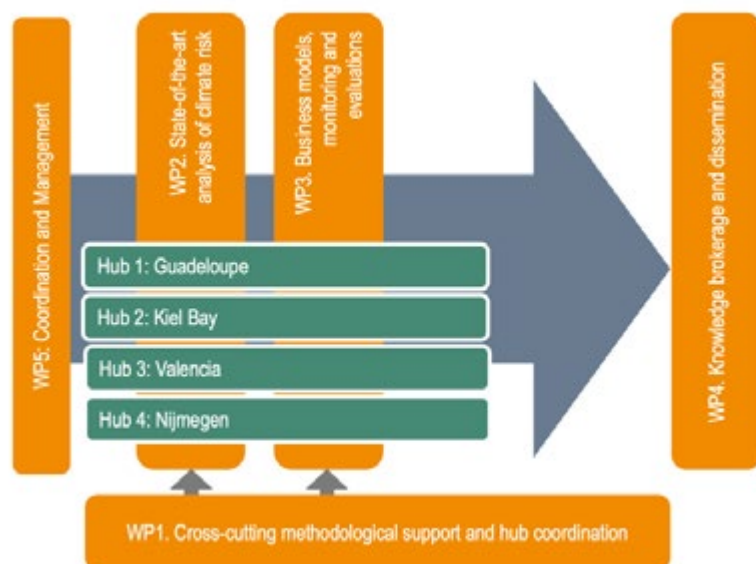 WP5: Coordination and Management
WP2. State-of-the-art
analysis of climate risk
WP3. Business models,
monitoring and
evaluations
Hub 1: Guadeloupe
Hub 2: Kiel Bay
Hub 3: Valencia
Hub 4: Nijmegen
WP4. Knowledge brokerage and dissemination
WP1. Cross-cutting methodological support and hub coordination